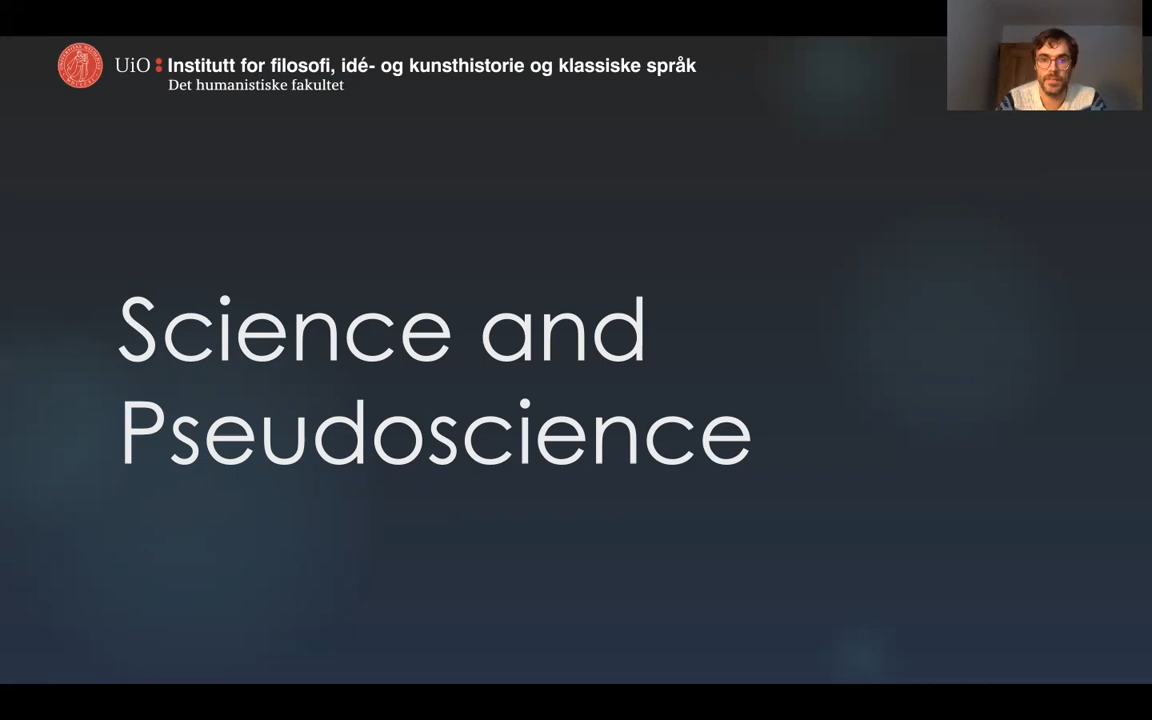 UiO : Institutt for filosofi, idé- og kunsthistorie og klassiske språk
Det humanistiske fakultet
Science and
Pseudoscience